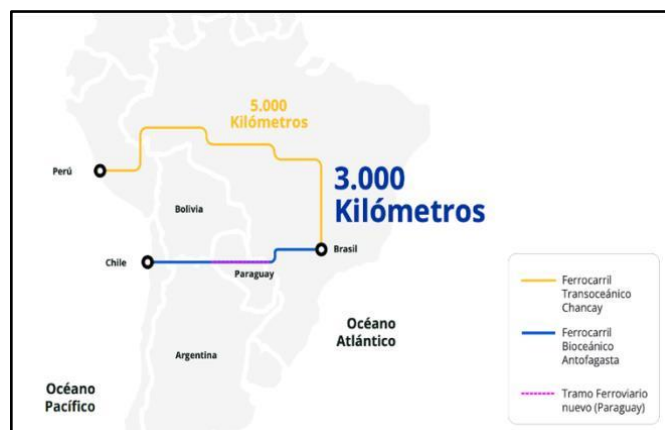 5.000
Kilómetros
Perú
3.000
Kilómetros
Bolivia
Brasil
Chile
Paraguay
Océano
Atlántico
Argentina
Océano
Pacífico
Ferrocarril
Transoceánico
Chancay
Ferrocarril
Bioceánico
Antofagasta
Tramo Ferroviario
nuevo (Paraguay)